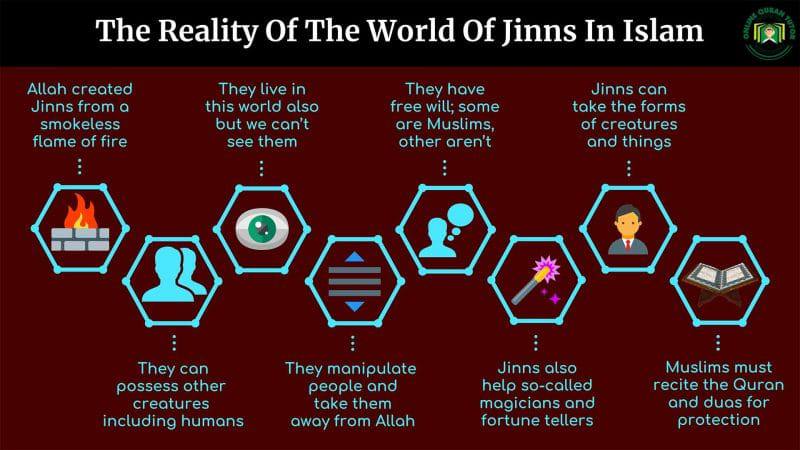 The Reality Of The World Of Jinns In Islam
ONLINE QURAN TUTOR
Allah created
Jinns from a
smokeless
flame of fire
They can
possess other
creatures
including humans
They live in
this world also
but we can't
see them
They manipulate
people and
take them
away from Allah
They have
free will; some
are Muslims,
other aren't
Jinns also
help so-called
magicians and
fortune tellers
Jinns can
take the forms
of creatures
and things
Muslims must
recite the Quran
and duas for
protection